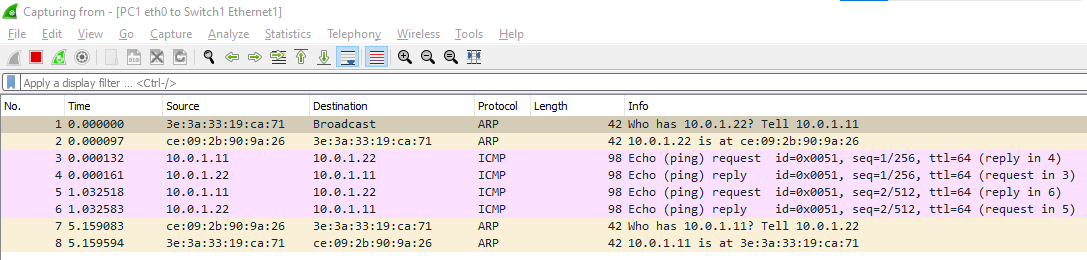 Capturing from - [PC1 eth0 to Switch1 Ethernet1]
File Edit View Go Capture Analyze Statistics Telephony Wireless Tools Help
Apply a display filter ... <Ctrl-/>
No. Time Source Destination Protocol Length Info
1 0.000000 3e:3a:33:19:ca:71 Broadcast ARP 42 Who has 10.0.1.22? Tell 10.0.1.11
2 0.000097 ce:09:2b:90:9a:26 3e:3a:33:19:ca:71 ARP 42 10.0.1.22 is at ce:09:2b:90:9a:26
3 0.000132 10.0.1.11 10.0.1.22 ICMP 98 Echo (ping) request id=0x0051, seq=1/256, ttl=64 (reply in 4)
4 0.000161 10.0.1.22 10.0.1.11 ICMP 98 Echo (ping) reply id=0x0051, seq=1/256, ttl=64 (request in 3)
5 1.032518 10.0.1.11 10.0.1.22 ICMP 98 Echo (ping) request id=0x0051, seq=2/512, ttl=64 (reply in 6)
6 1.032583 10.0.1.22 10.0.1.11 ICMP 98 Echo (ping) reply id=0x0051, seq=2/512, ttl=64 (request in 5)
7 5.159083 ce:09:2b:90:9a:26 3e:3a:33:19:ca:71 ARP 42 Who has 10.0.1.11? Tell 10.0.1.22
8 5.159594 3e:3a:33:19:ca:71 ce:09:2b:90:9a:26 ARP 42 10.0.1.11 is at 3e:3a:33:19:ca:71